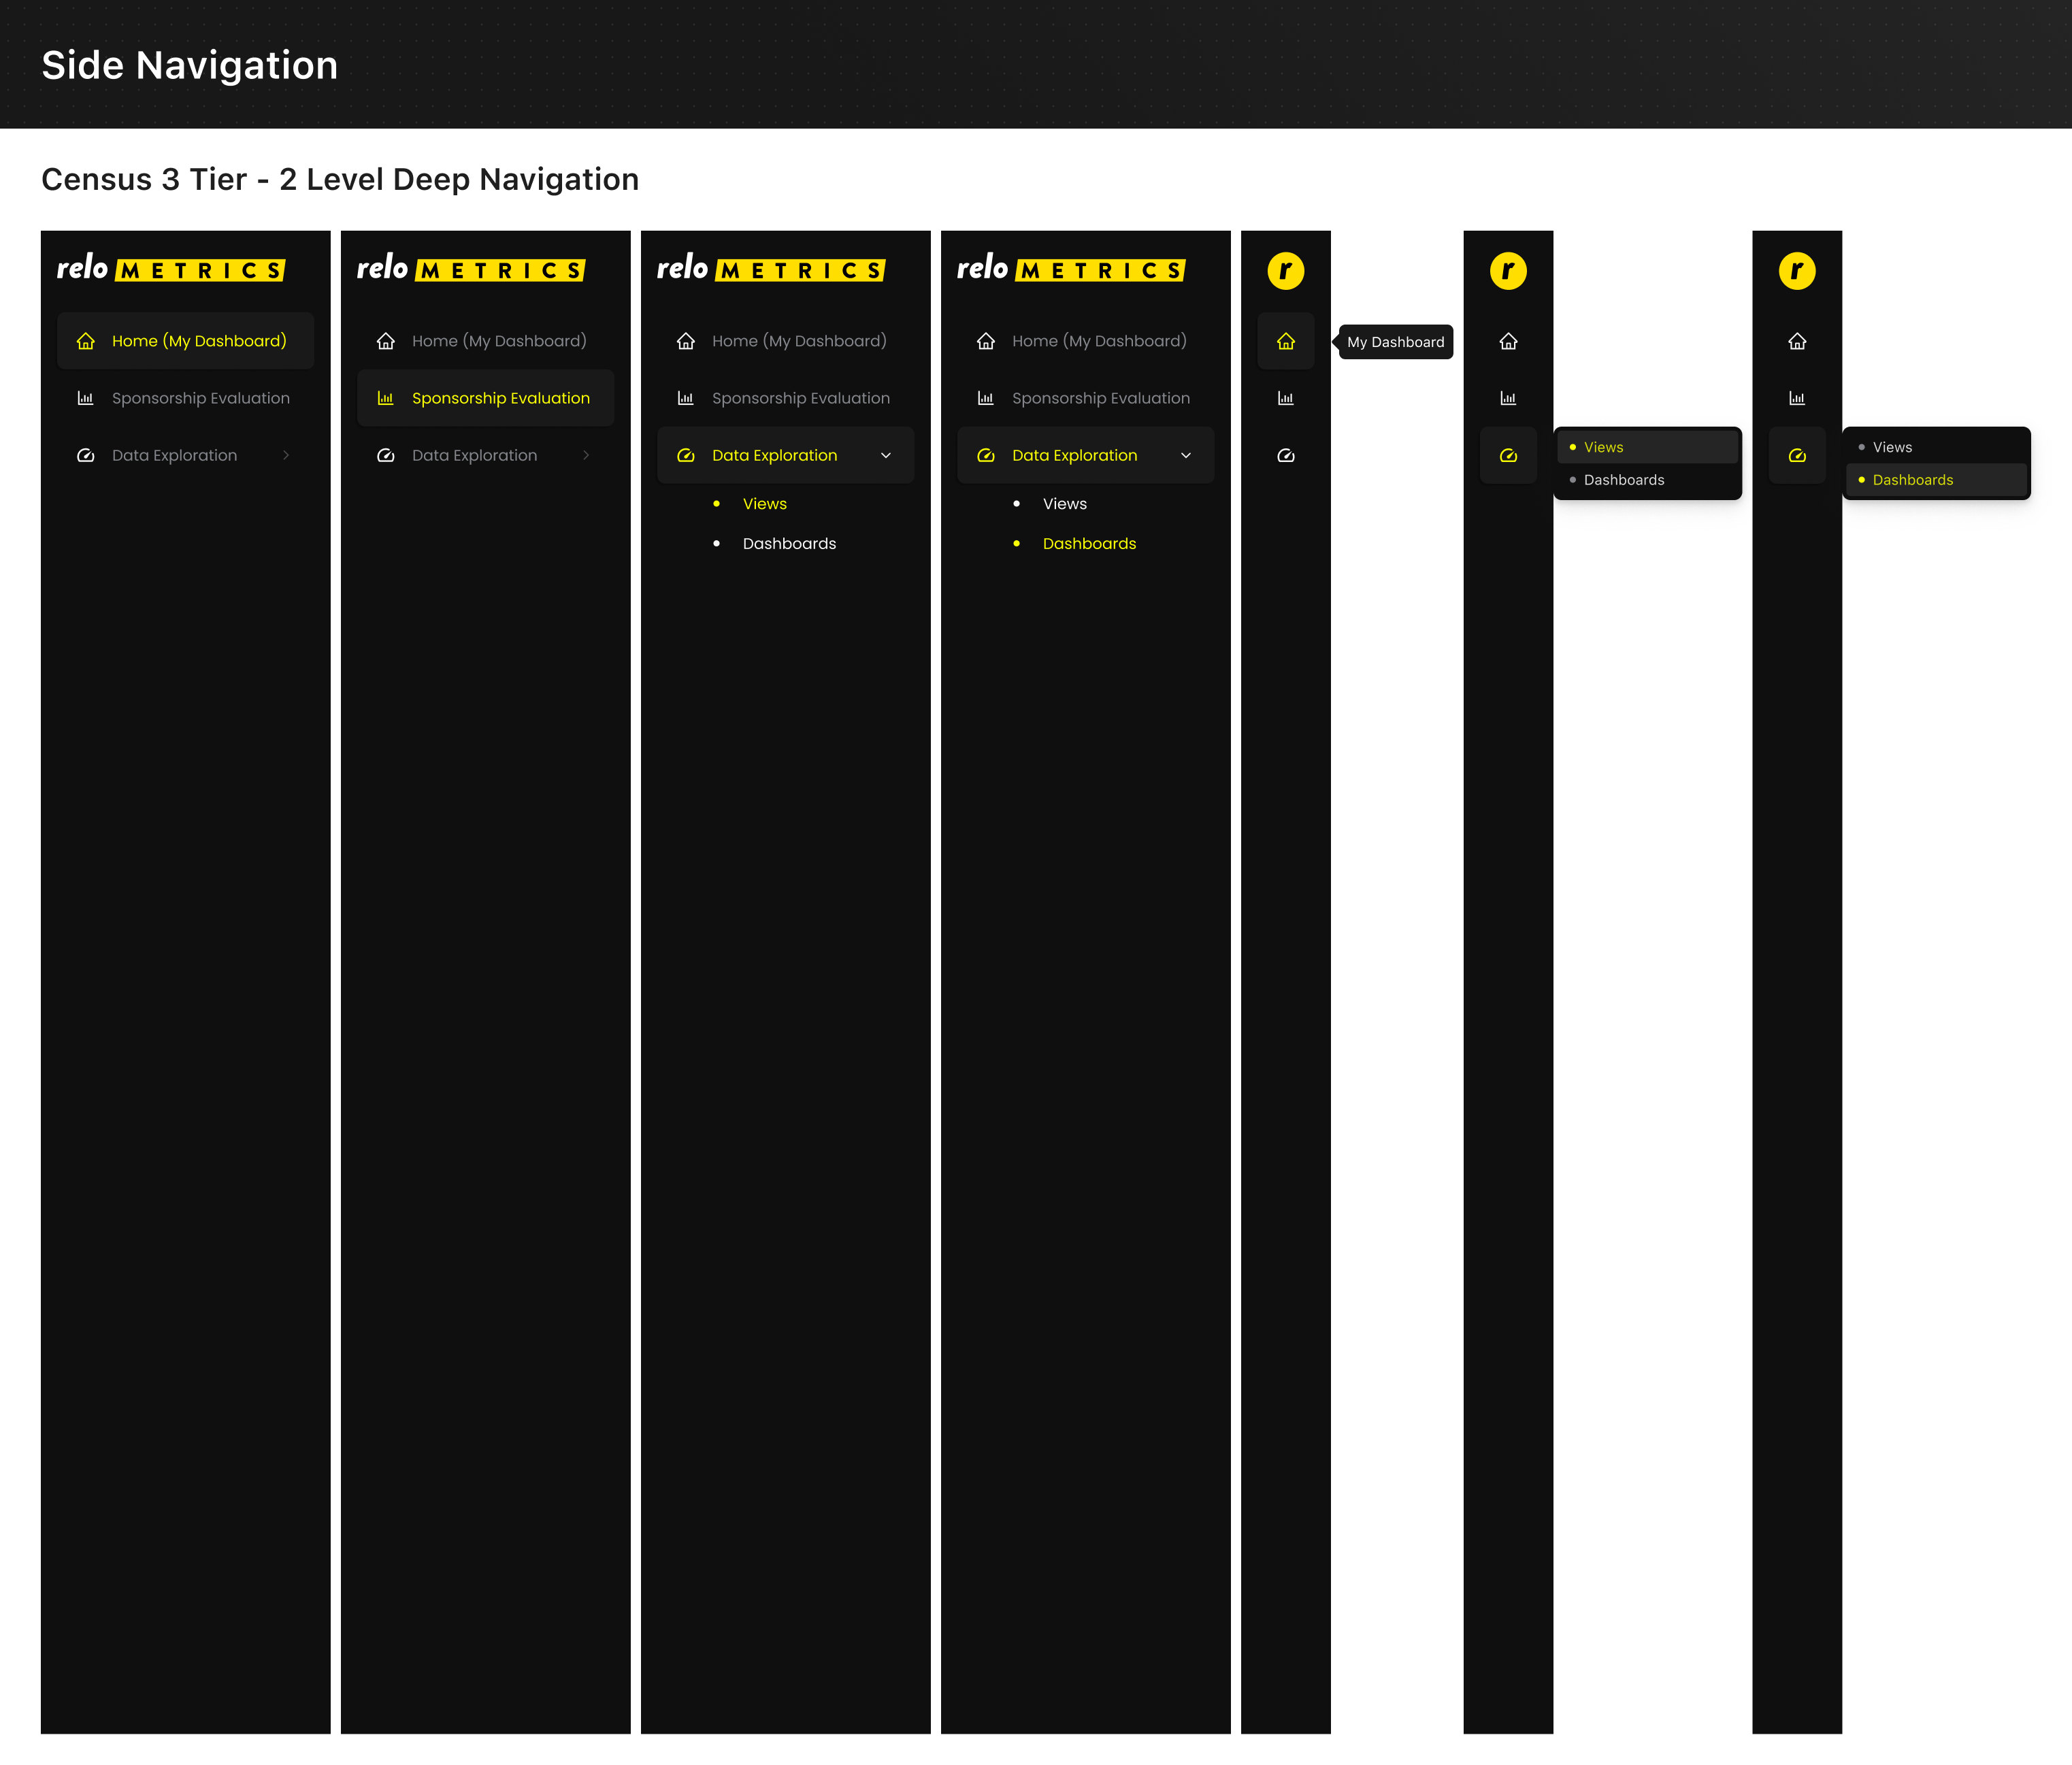 Side Navigation
Census 3 Tier - 2 Level Deep Navigation
relo METRICS
Home (My Dashboard)
Sponsorship Evaluation
Data Exploration
relo METRICS
Home (My Dashboard)
Sponsorship Evaluation
Data Exploration
relo METRICS
Home (My Dashboard)
Sponsorship Evaluation
Data Exploration
Views
Dashboards
relo METRICS
Home (My Dashboard)
Sponsorship Evaluation
Data Exploration
Views
Dashboards
r
My Dashboard
r
Views
Dashboards
r
Views
Dashboards